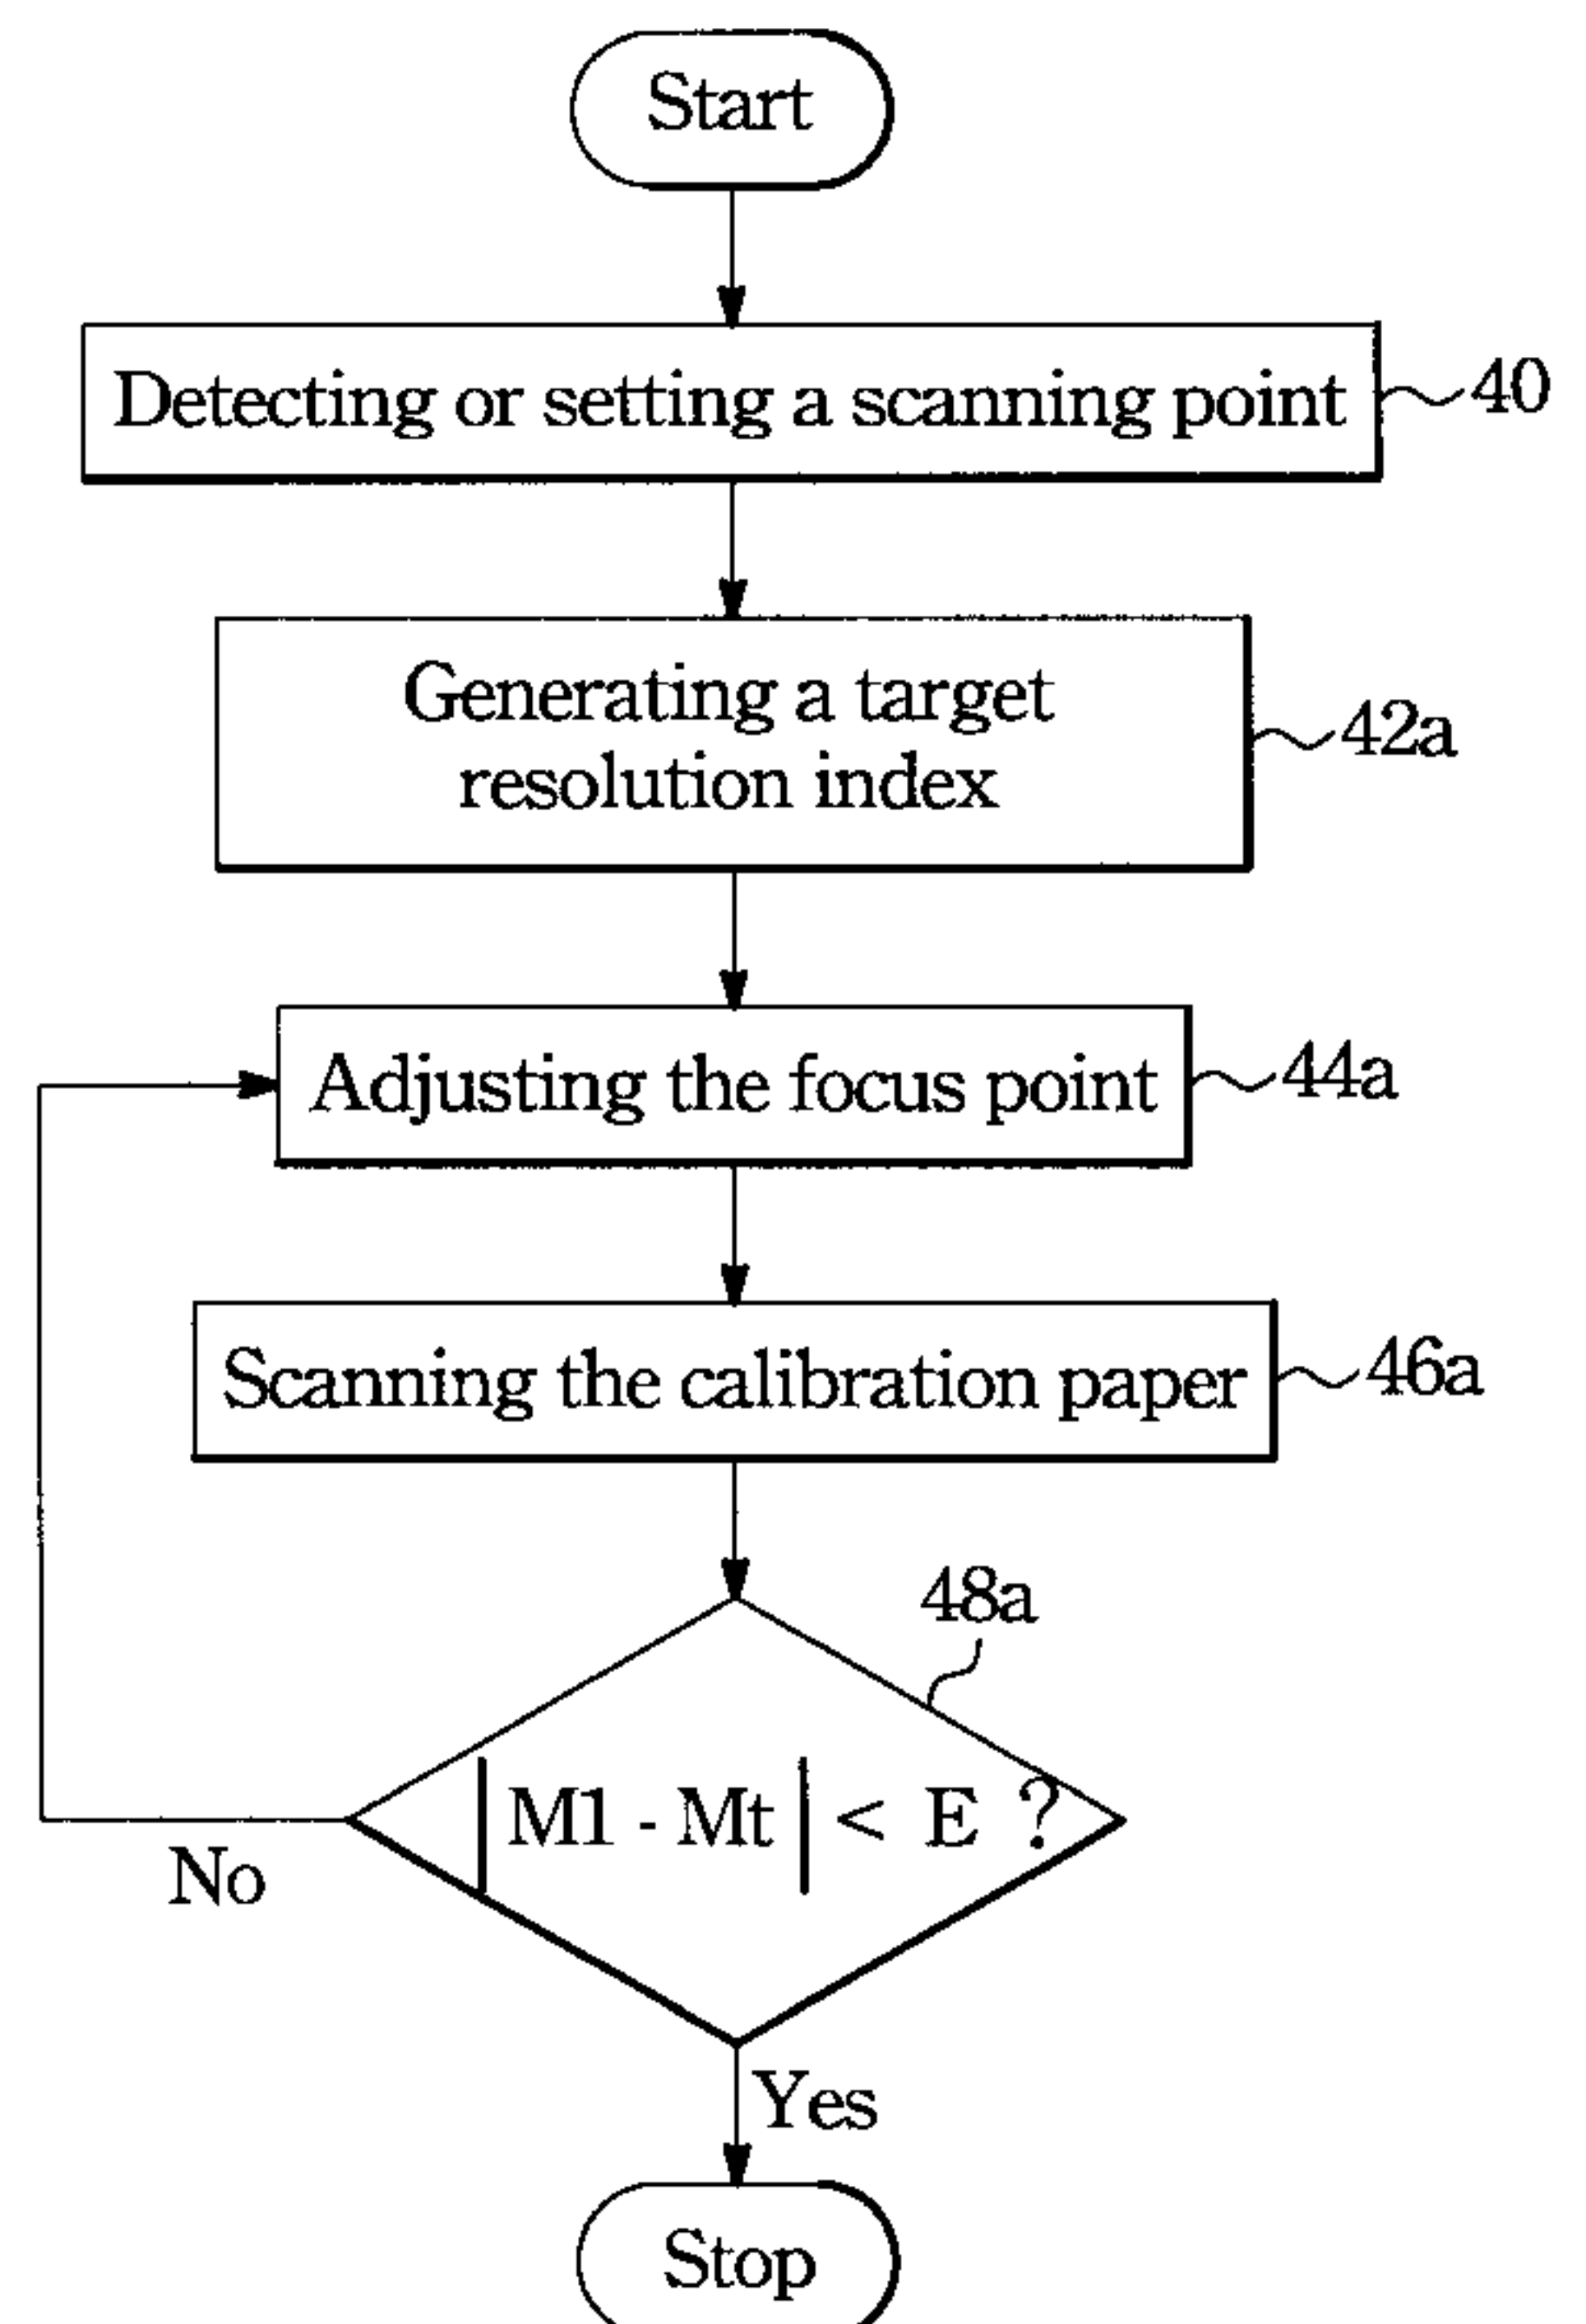 Start
Detecting or setting a scanning point
40
Generating a target
resolution index
42a
Adjusting the focus point
44a
Scanning the calibration paper
46a
48a
| M1 - Mt | < E ?
No
Yes
Stop